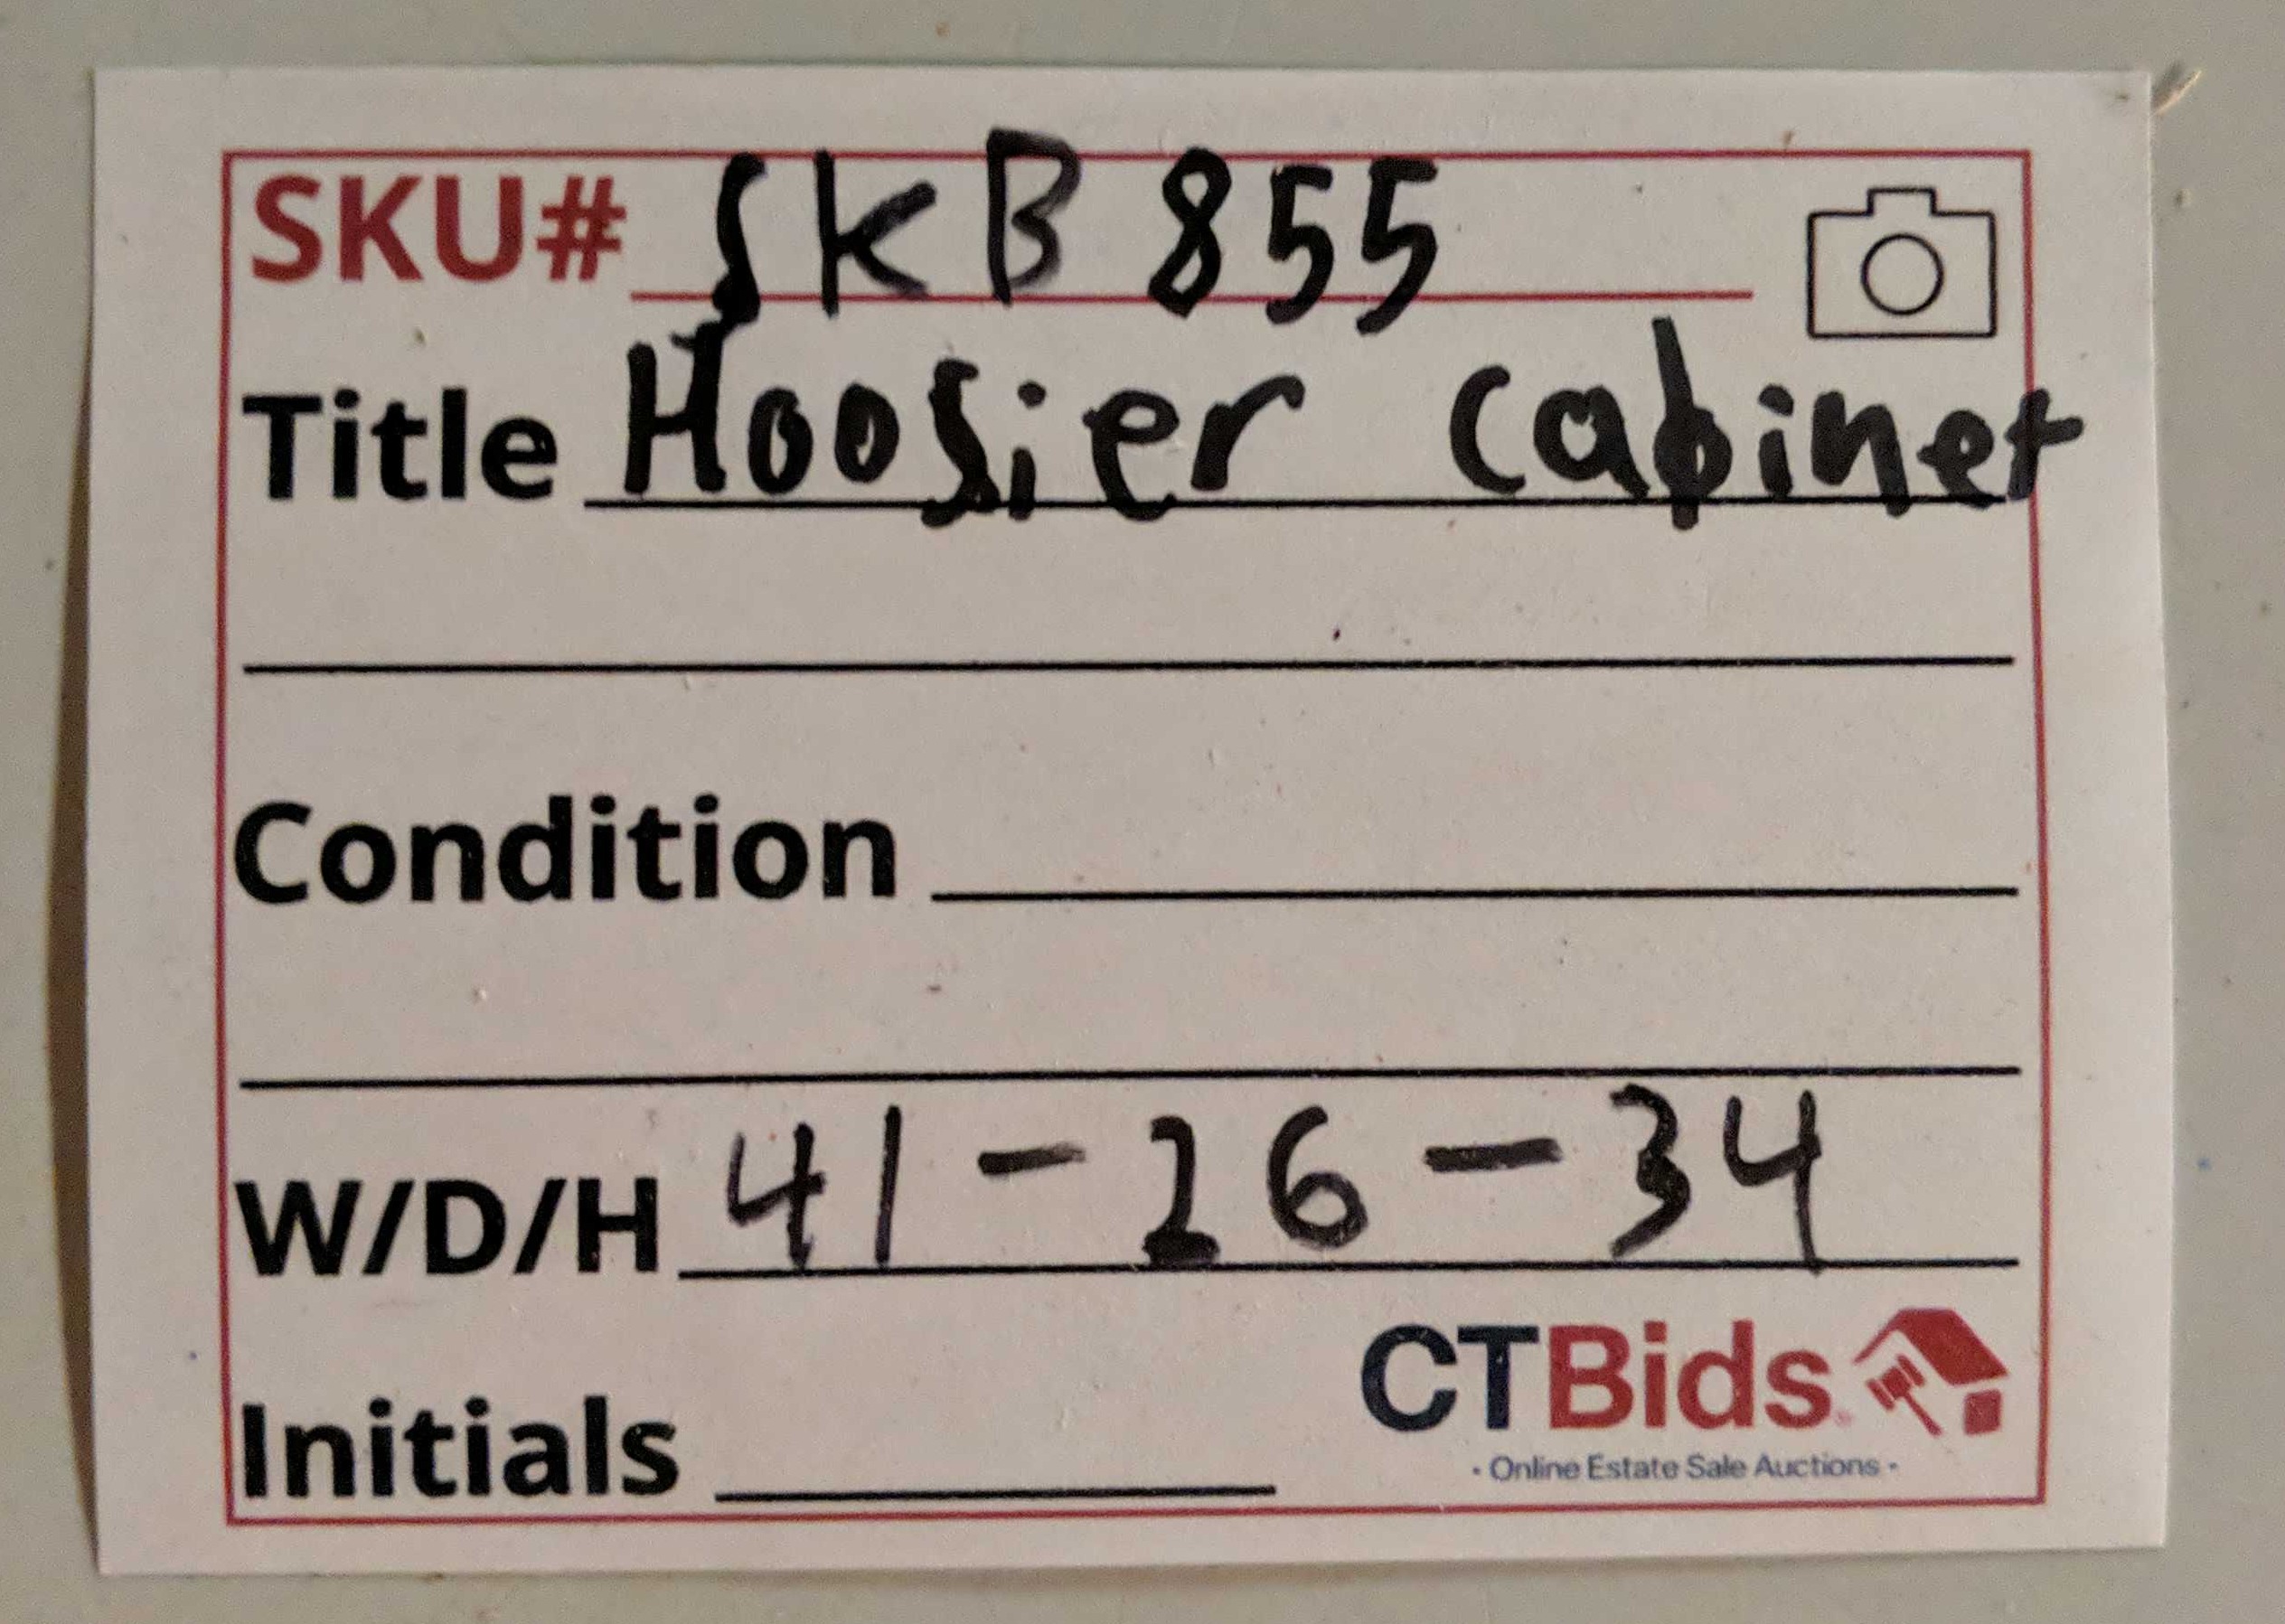 SKU# SKB 855
Title Hoosier cabinet
Condition
W/D/H 41-26-34
Initials
CTBids
· Online Estate Sale Auctions ·